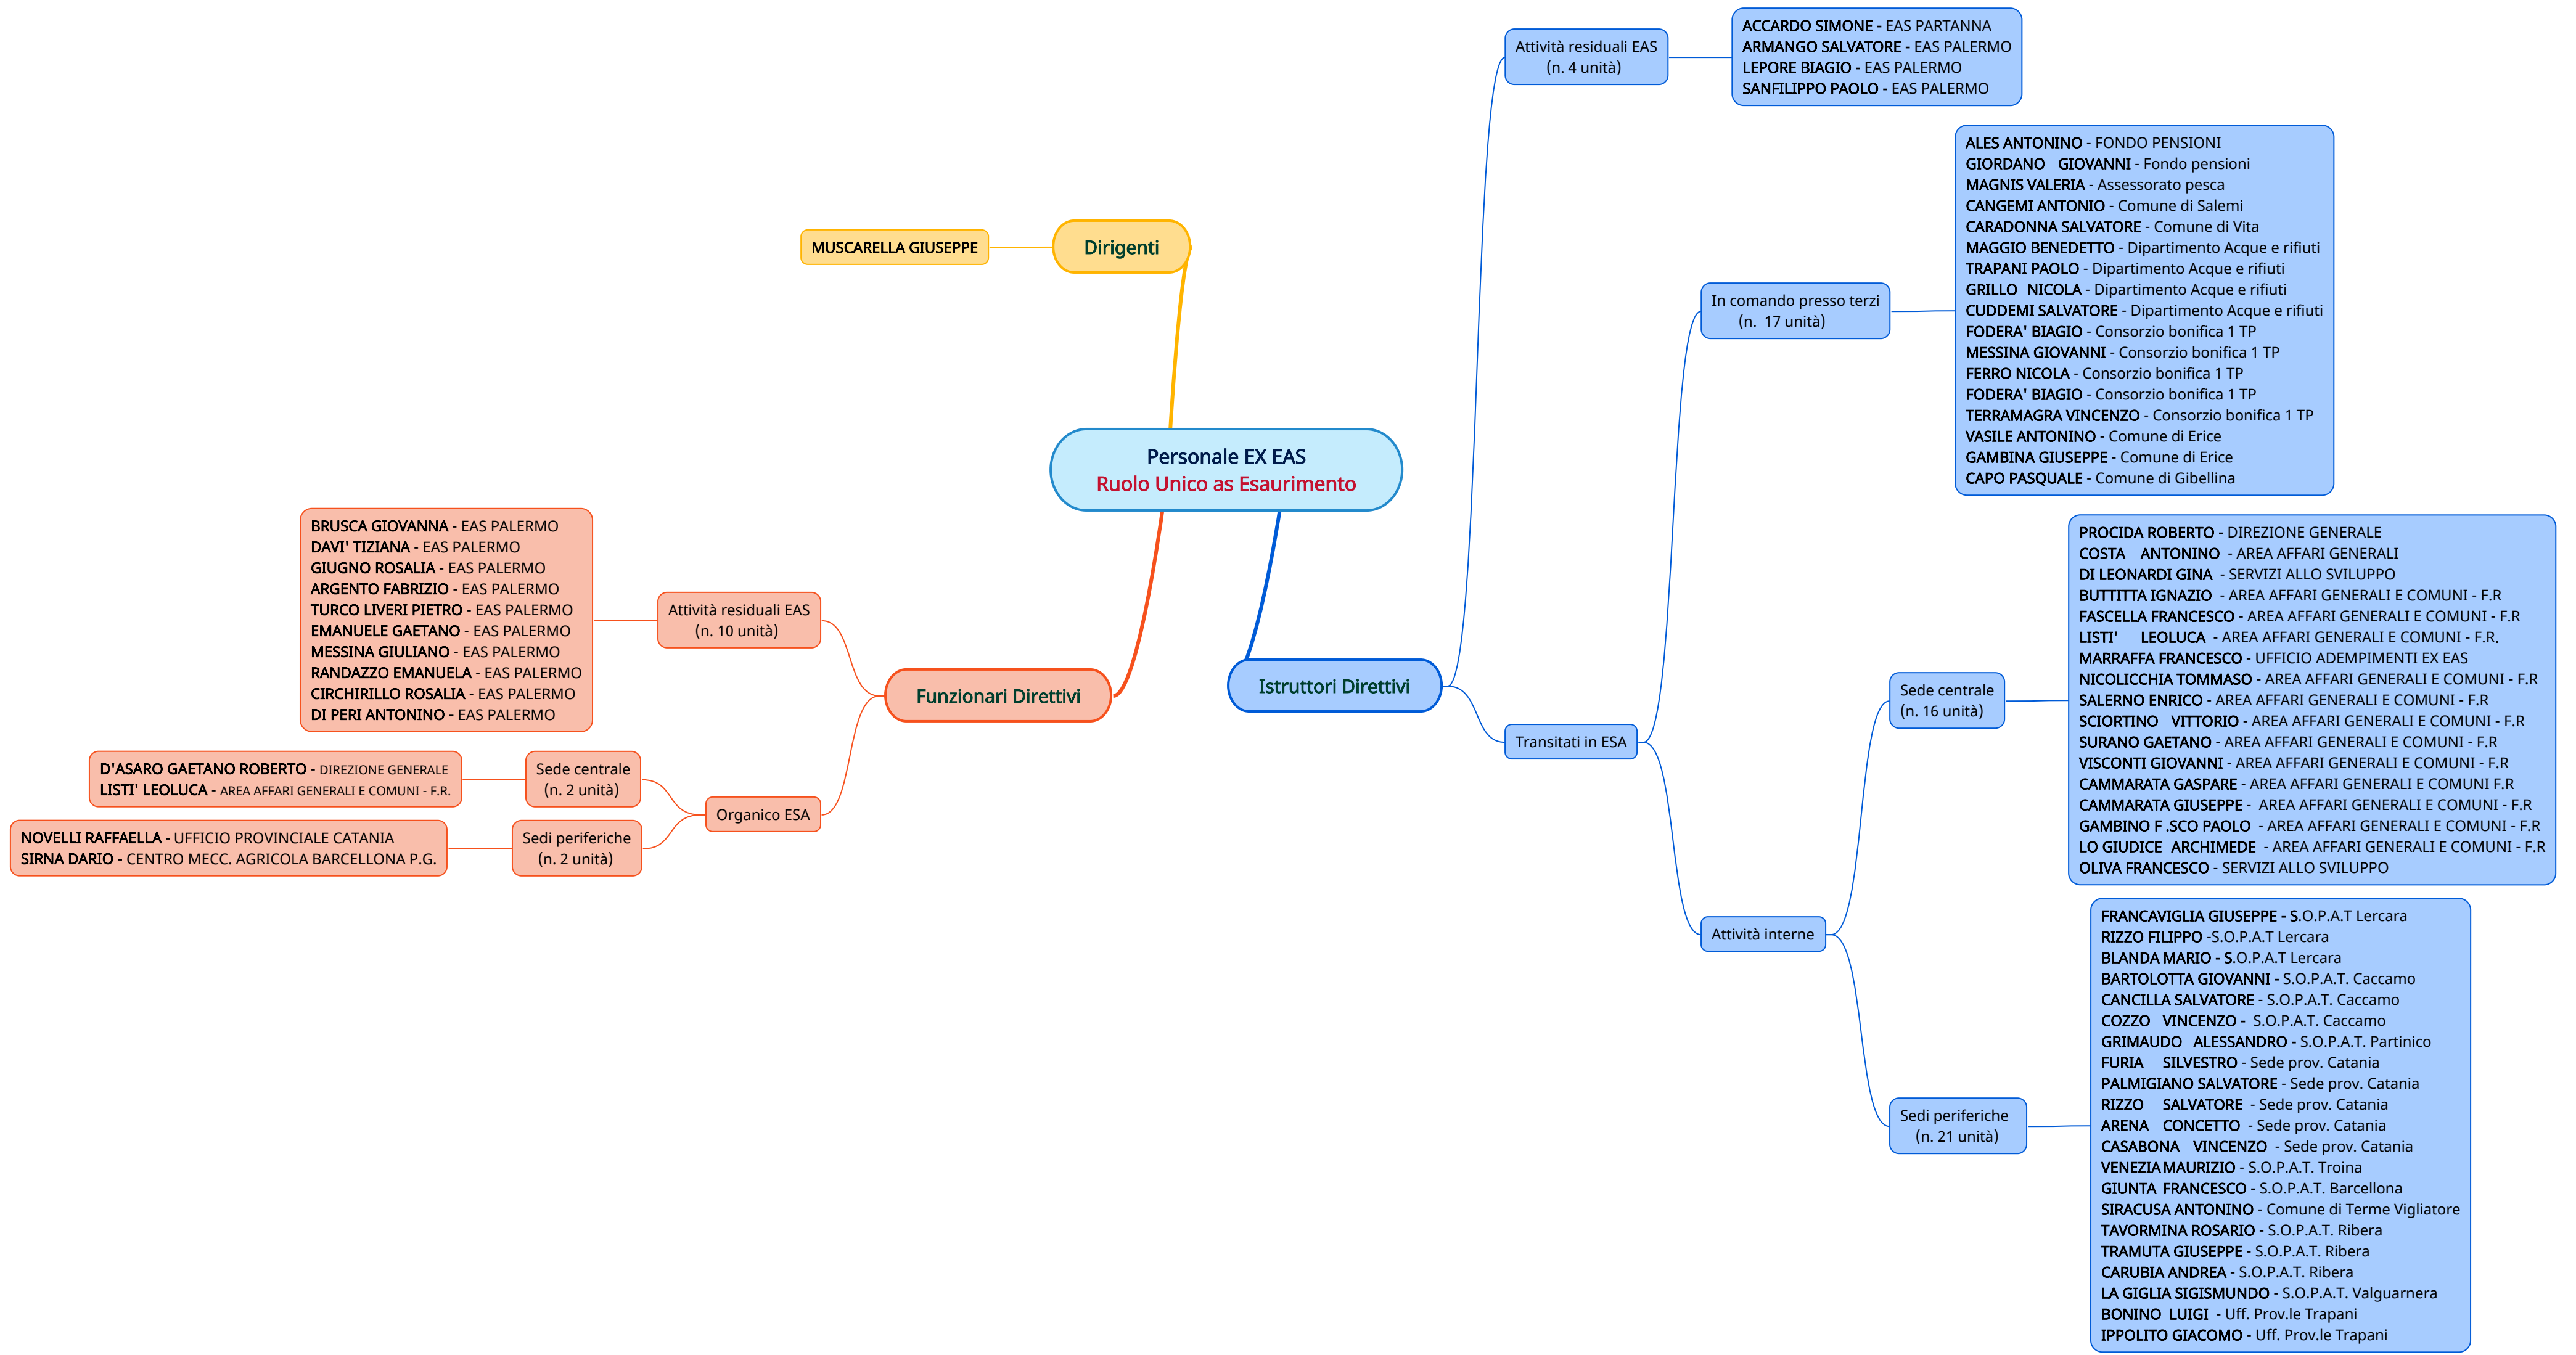 Personale EX EAS
Ruolo Unico as Esaurimento
Dirigenti
MUSCARELLA GIUSEPPE
Funzionari Direttivi
Attività residuali EAS
(n. 10 unità)
BRUSCA GIOVANNA - EAS PALERMO
DAVI' TIZIANA - EAS PALERMO
GIUGNO ROSALIA - EAS PALERMO
ARGENTO FABRIZIO - EAS PALERMO
TURCO LIVERI PIETRO - EAS PALERMO
EMANUELE GAETANO - EAS PALERMO
MESSINA GIULIANO - EAS PALERMO
RANDAZZO EMANUELA - EAS PALERMO
CIRCHIRILLO ROSALIA - EAS PALERMO
DI PERI ANTONINO - EAS PALERMO
Organico ESA
Sede centrale
(n. 2 unità)
D'ASARO GAETANO ROBERTO - DIREZIONE GENERALE
LISTI' LEOLUCA - AREA AFFARI GENERALI E COMUNI - F.R.
Sedi periferiche
(n. 2 unità)
NOVELLI RAFFAELLA - UFFICIO PROVINCIALE CATANIA
SIRNA DARIO - CENTRO MECC. AGRICOLA BARCELLONA P.G.
Istruttori Direttivi
Attività residuali EAS
(n. 4 unità)
ACCARDO SIMONE - EAS PARTANNA
ARMANGO SALVATORE - EAS PALERMO
LEPORE BIAGIO - EAS PALERMO
SANFILIPPO PAOLO - EAS PALERMO
Transitati in ESA
In comando presso terzi
(n. 17 unità)
ALES ANTONINO - FONDO PENSIONI
GIORDANO GIOVANNI - Fondo pensioni
MAGNIS VALERIA - Assessorato pesca
CANGEMI ANTONIO - Comune di Salemi
CARADONNA SALVATORE - Comune di Vita
MAGGIO BENEDETTO - Dipartimento Acque e rifiuti
TRAPANI PAOLO - Dipartimento Acque e rifiuti
GRILLO NICOLA - Dipartimento Acque e rifiuti
CUDDEMI SALVATORE - Dipartimento Acque e rifiuti
FODERA' BIAGIO - Consorzio bonifica 1 TP
MESSINA GIOVANNI - Consorzio bonifica 1 TP
FERRO NICOLA - Consorzio bonifica 1 TP
FODERA' BIAGIO - Consorzio bonifica 1 TP
TERRAMAGRA VINCENZO - Consorzio bonifica 1 TP
VASILE ANTONINO - Comune di Erice
GAMBINA GIUSEPPE - Comune di Erice
CAPO PASQUALE - Comune di Gibellina
Attività interne
Sede centrale
(n. 16 unità)
PROCIDA ROBERTO - DIREZIONE GENERALE
COSTA ANTONINO - AREA AFFARI GENERALI
DI LEONARDI GINA - SERVIZI ALLO SVILUPPO
BUTTITTA IGNAZIO - AREA AFFARI GENERALI E COMUNI - F.R
FASCELLA FRANCESCO - AREA AFFARI GENERALI E COMUNI - F.R
LISTI' LEOLUCA - AREA AFFARI GENERALI E COMUNI - F.R.
MARRAFFA FRANCESCO - UFFICIO ADEMPIMENTI EX EAS
NICOLICCHIA TOMMASO - AREA AFFARI GENERALI E COMUNI - F.R
SALERNO ENRICO - AREA AFFARI GENERALI E COMUNI - F.R
SCIORTINO VITTORIO - AREA AFFARI GENERALI E COMUNI - F.R
SURANO GAETANO - AREA AFFARI GENERALI E COMUNI - F.R
VISCONTI GIOVANNI - AREA AFFARI GENERALI E COMUNI - F.R
CAMMARATA GASPARE - AREA AFFARI GENERALI E COMUNI F.R
CAMMARATA GIUSEPPE - AREA AFFARI GENERALI E COMUNI - F.R
GAMBINO F .SCO PAOLO - AREA AFFARI GENERALI E COMUNI - F.R
LO GIUDICE ARCHIMEDE - AREA AFFARI GENERALI E COMUNI - F.R
OLIVA FRANCESCO - SERVIZI ALLO SVILUPPO
Sedi periferiche
(n. 21 unità)
FRANCAVIGLIA GIUSEPPE - S.O.P.A.T Lercara
RIZZO FILIPPO -S.O.P.A.T Lercara
BLANDA MARIO - S.O.P.A.T Lercara
BARTOLOTTA GIOVANNI - S.O.P.A.T. Caccamo
CANCILLA SALVATORE - S.O.P.A.T. Caccamo
COZZO VINCENZO - S.O.P.A.T. Caccamo
GRIMAUDO ALESSANDRO - S.O.P.A.T. Partinico
FURIA SILVESTRO - Sede prov. Catania
PALMIGIANO SALVATORE - Sede prov. Catania
RIZZO SALVATORE - Sede prov. Catania
ARENA CONCETTO - Sede prov. Catania
CASABONA VINCENZO - Sede prov. Catania
VENEZIA MAURIZIO - S.O.P.A.T. Troina
GIUNTA FRANCESCO - S.O.P.A.T. Barcellona
SIRACUSA ANTONINO - Comune di Terme Vigliatore
TAVORMINA ROSARIO - S.O.P.A.T. Ribera
TRAMUTA GIUSEPPE - S.O.P.A.T. Ribera
CARUBIA ANDREA - S.O.P.A.T. Ribera
LA GIGLIA SIGISMUNDO - S.O.P.A.T. Valguarnera
BONINO LUIGI - Uff. Prov.le Trapani
IPPOLITO GIACOMO - Uff. Prov.le Trapani